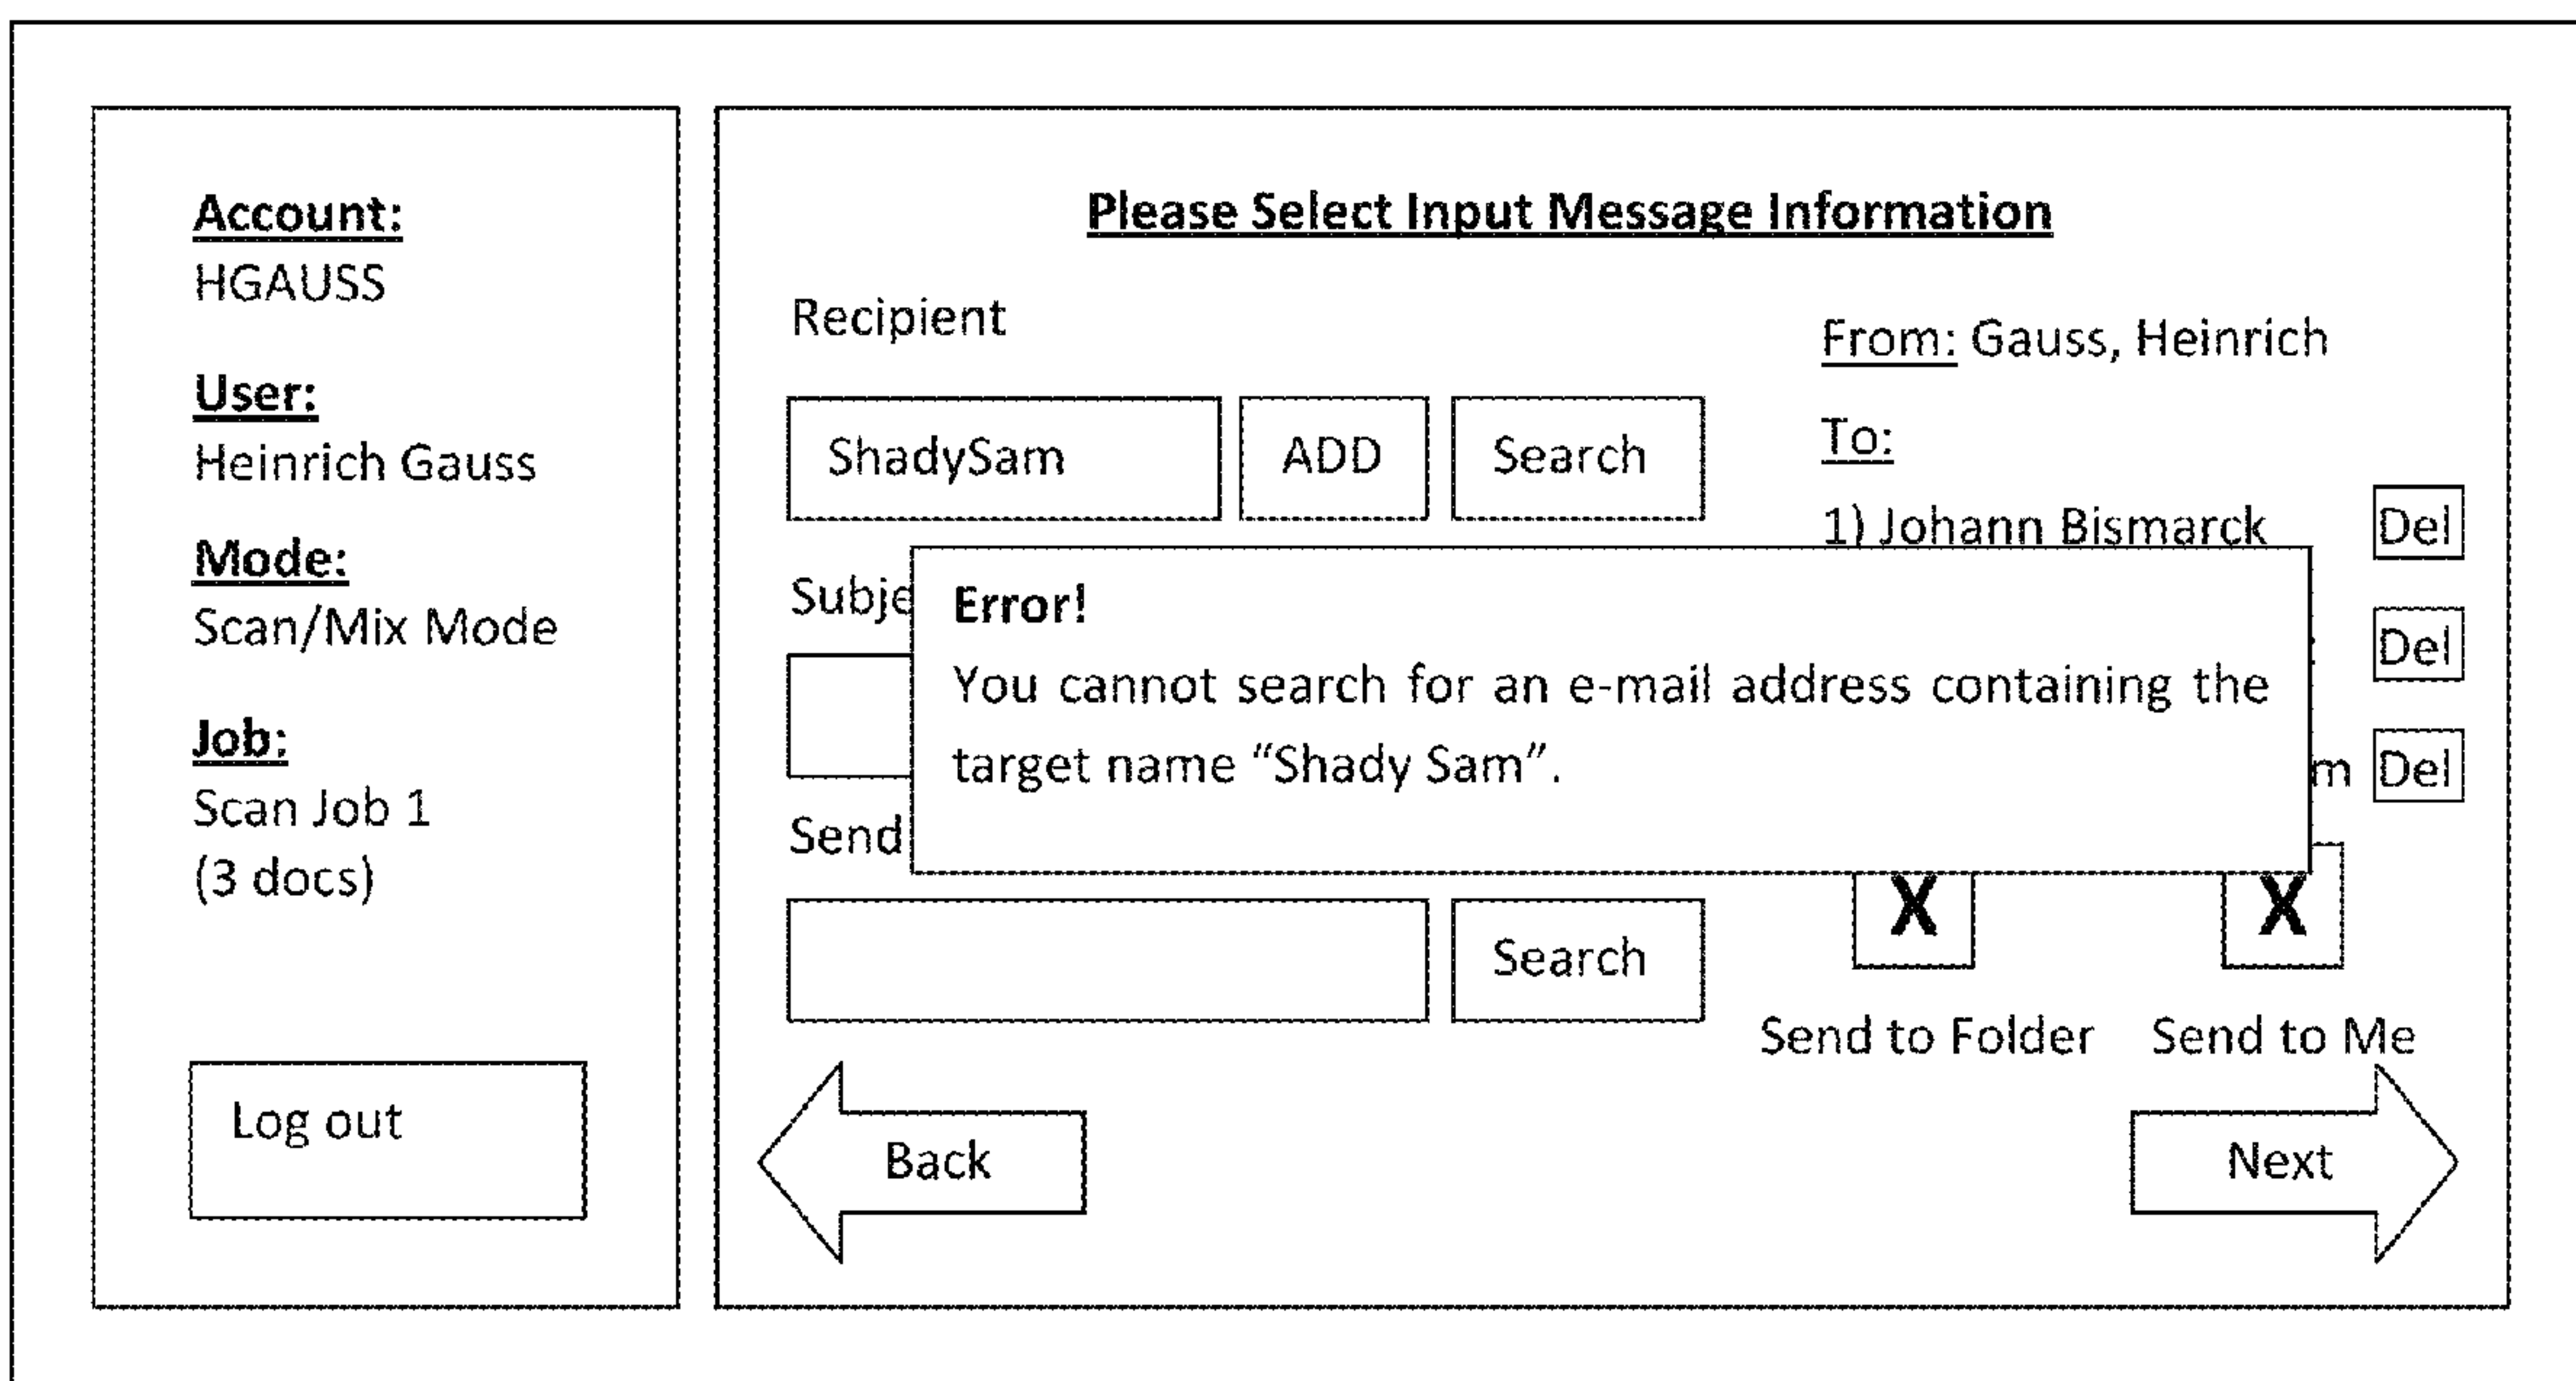 Account:
HGAUSS
User:
Heinrich Gauss
Mode:
Scan/Mix Mode
Job:
Scan Job 1
(3 docs)
Log out
Please Select Input Message Information
Recipient
ShadySam
ADD
Search
From: Gauss, Heinrich
To:
1) Johann Bismarck
Del
Subje
Error!
You cannot search for an e-mail address containing the
target name “Shady Sam”.
Del
m
Del
Send
Search
X
X
Send to Folder
Send to Me
Back
Next